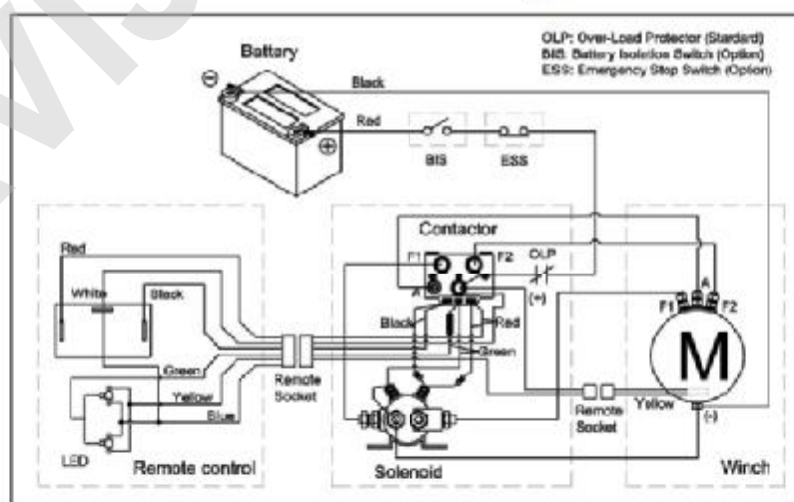 OLP: Over-Load Protector (Stardard)
BIS: Battery Isolation Switch (Option)
ESS: Emergency Stop Switch (Option)
Battery
Black
Red
BIS
ESS
Contactor
F1
F2
OLP
A
(+)
Red
White
Black
Green
Yellow
Blue
LED
Remote control
Remote
Socket
Black
Red
Green
Solenoid
Remote
Socket
A
F1
F2
M
Yellow
(-)
Winch